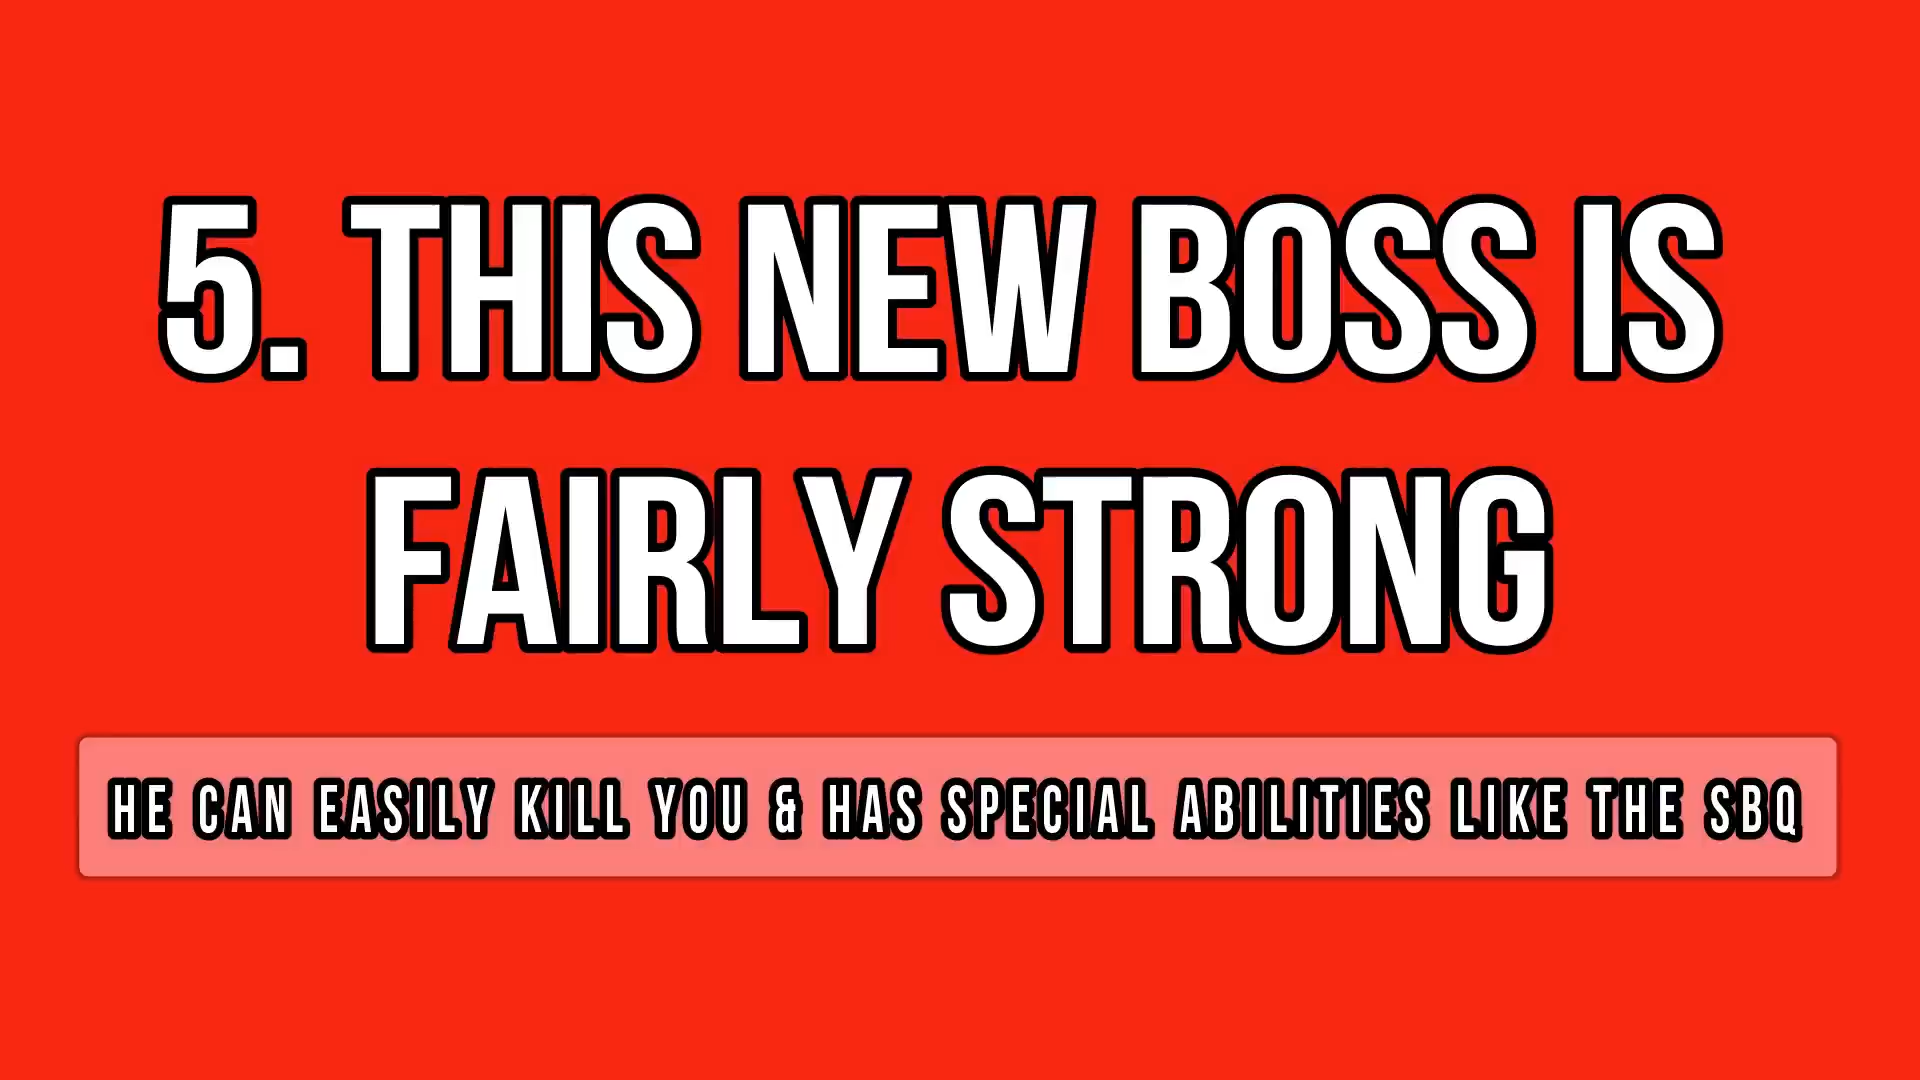 5. THIS NEW BOSS IS
FAIRLY STRONG
HE CAN EASILY KILL YOU & HAS SPECIAL ABILITIES LIKE THE SBQ